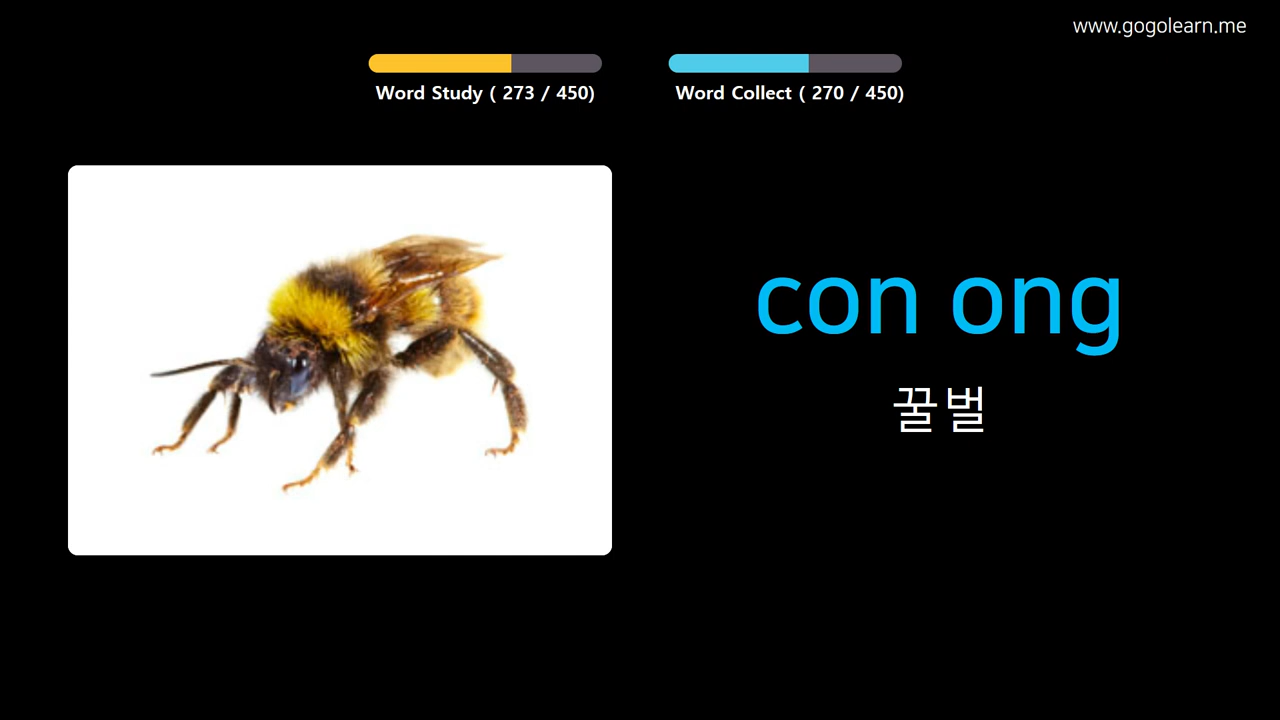 www.gogolearn.me
Word Study ( 273 / 450)
Word Collect ( 270 / 450)
con ong
꿀벌